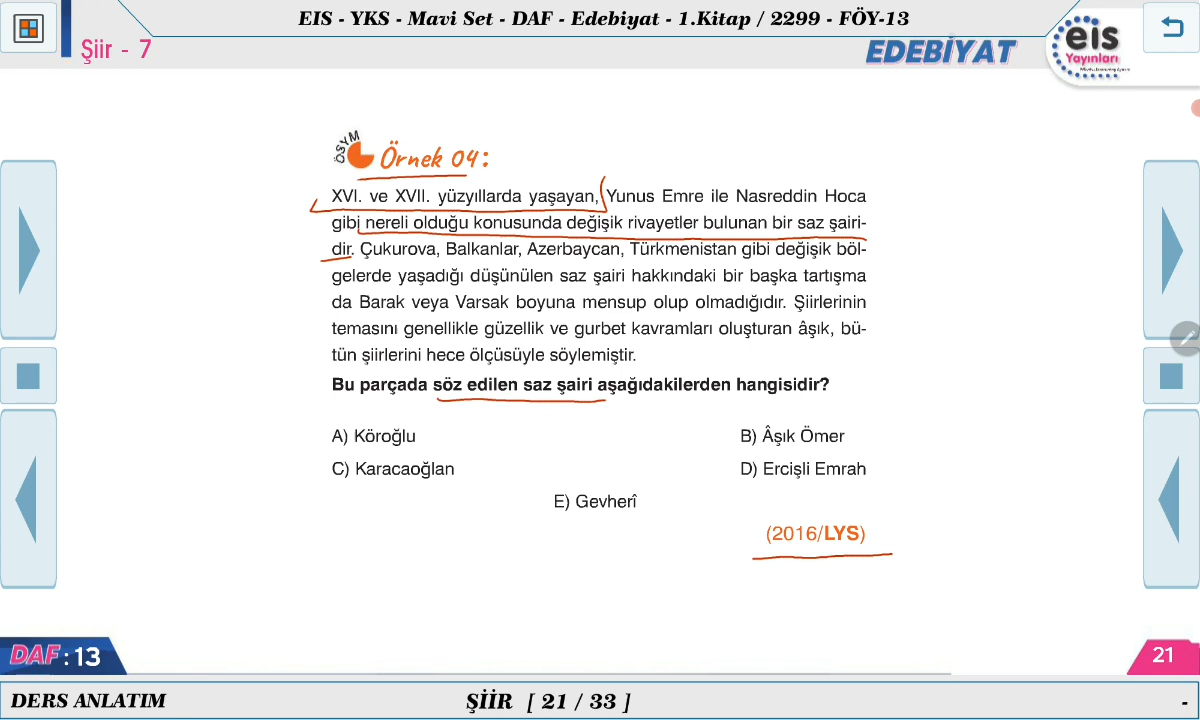 EIS - YKS - Mavi Set - DAF - Edebiyat - 1.Kitap / 2299 - FÖY-13
Şiir - 7
EDEBİYAT
eis
Yayınları
ÖSYM
Örnek 04:
XVI. ve XVII. yüzyıllarda yaşayan, Yunus Emre ile Nasreddin Hoca
gibi nereli olduğu konusunda değişik rivayetler bulunan bir saz şairi-
dir. Çukurova, Balkanlar, Azerbaycan, Türkmenistan gibi değişik böl-
gelerde yaşadığı düşünülen saz şairi hakkındaki bir başka tartışma
da Barak veya Varsak boyuna mensup olup olmadığıdır. Şiirlerinin
temasını genellikle güzellik ve gurbet kavramları oluşturan âşık, bü-
tün şiirlerini hece ölçüsüyle söylemiştir.
Bu parçada söz edilen saz şairi aşağıdakilerden hangisidir?
A) Köroğlu
B) Âşık Ömer
C) Karacaoğlan
D) Ercişli Emrah
E) Gevherî
(2016/LYS)
DAF : 13
21
DERS ANLATIM
ŞİİR [ 21 / 33 ]
-